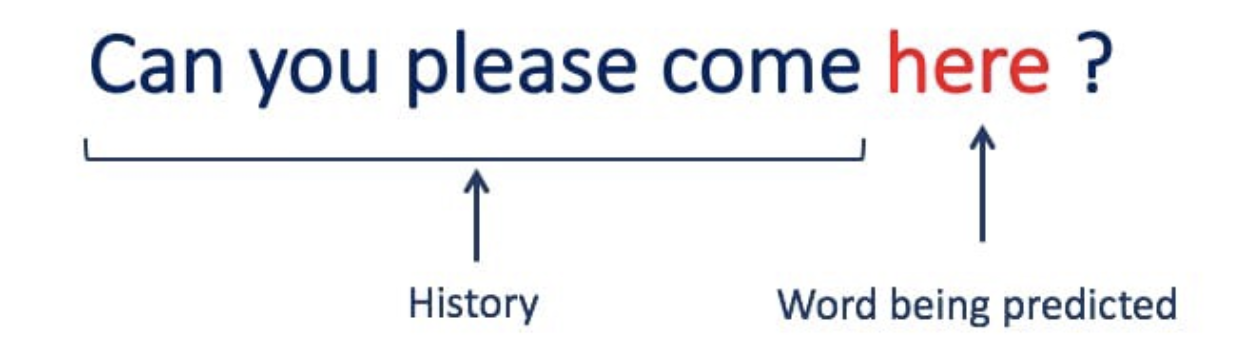 Can you please come here ?
History
Word being predicted